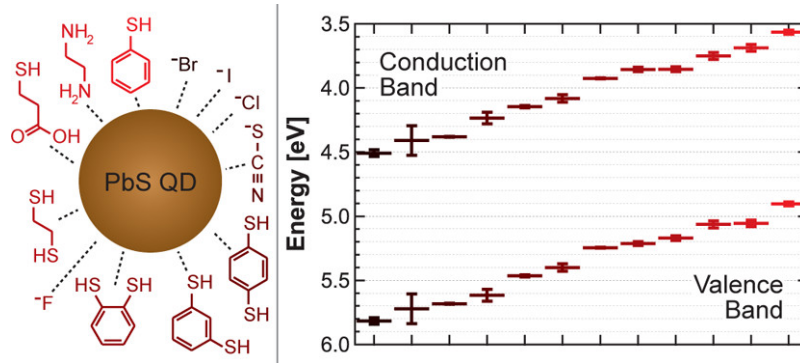 SH
NH₂
NH₂
SH
O
OH
⁻Br
⁻I
⁻Cl
⁻S
C
N
PbS QD
SH
HS
⁻F
HS
SH
SH
SH
SH
SH
Energy [eV]
3.5
4.0
4.5
5.0
5.5
6.0
Conduction
Band
Valence
Band